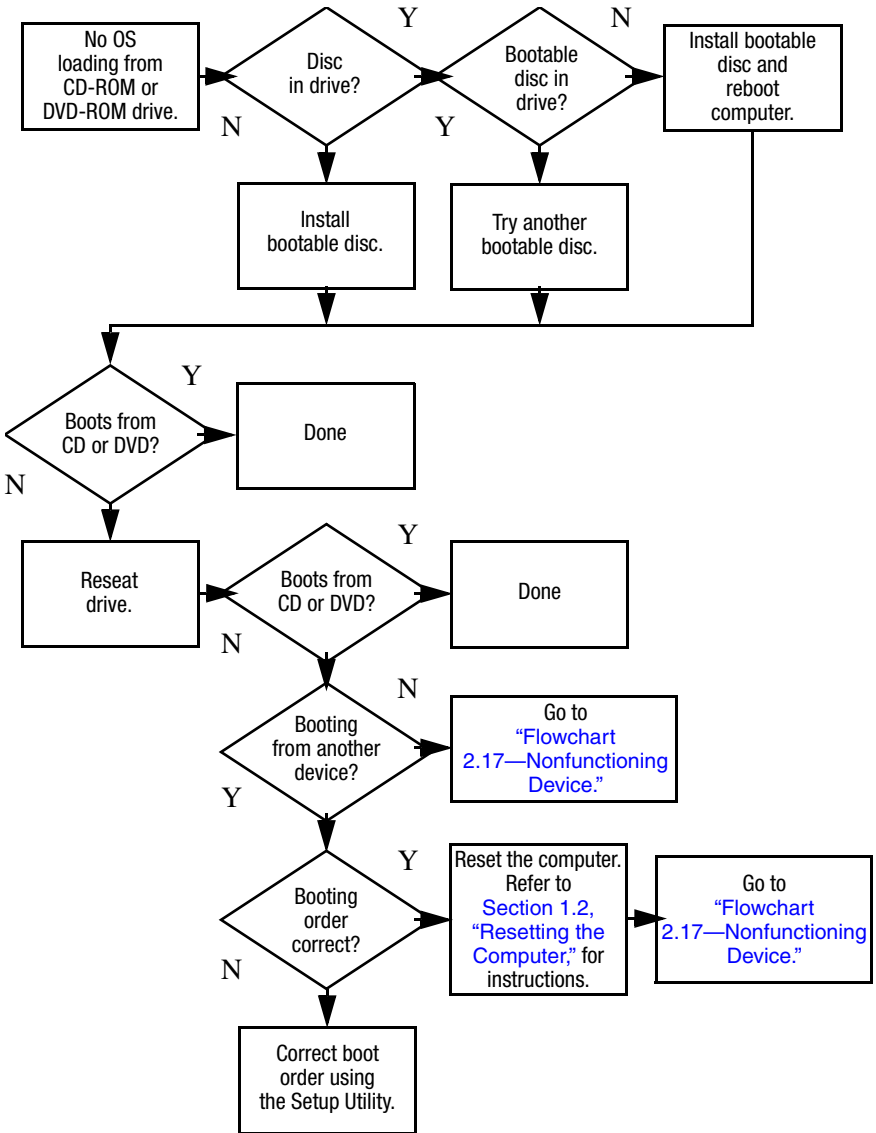 No OS
loading from
CD-ROM or
DVD-ROM drive.
Disc
in drive?
Y
N
Bootable
disc in
drive?
N
Y
Install bootable
disc and
reboot
computer.
Install
bootable disc.
Try another
bootable disc.
Boots from
CD or DVD?
Y
N
Done
Reseat
drive.
Boots from
CD or DVD?
Y
N
Done
Booting
from another
device?
N
Y
Go to
“Flowchart
2.17—Nonfunctioning
Device.”
Booting
order
correct?
Y
N
Reset the computer.
Refer to
Section 1.2,
“Resetting the
Computer,” for
instructions.
Go to
“Flowchart
2.17—Nonfunctioning
Device.”
Correct boot
order using
the Setup Utility.